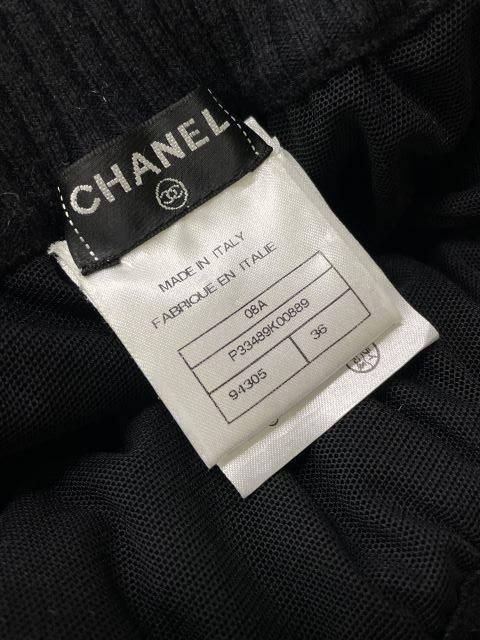 CHANEL
MADE IN ITALY
FABRIQUE EN ITALIE
08A
P33489K00889
94305 36